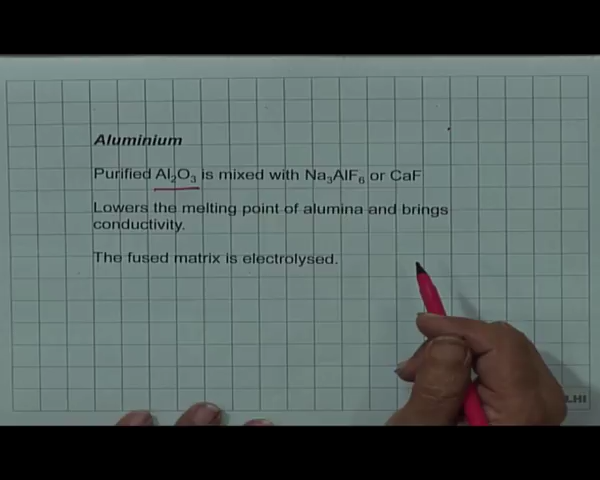 Aluminium
Purified Al₂O₃ is mixed with Na₃AlF₆ or CaF
Lowers the melting point of alumina and brings
conductivity.
The fused matrix is electrolysed.
LHI